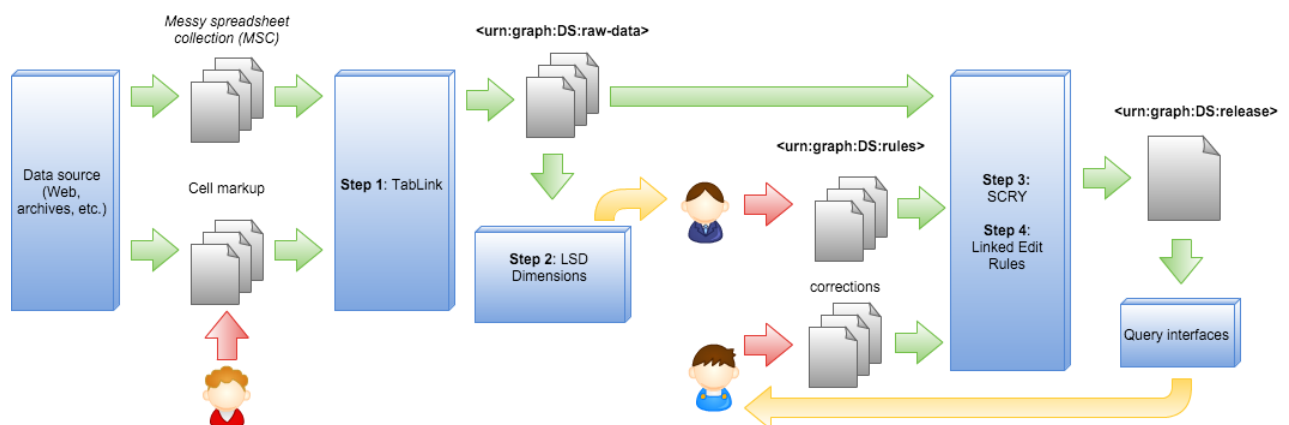 Messy spreadsheet
collection (MSC)
<urn:graph:DS:raw-data>
<urn:graph:DS:release>
<urn:graph:DS:rules>
Data source
(Web,
archives, etc.)
Cell markup
Step 1: TabLink
Step 2: LSD
Dimensions
Step 3:
SCRY
Step 4:
Linked Edit
Rules
corrections
Query interfaces